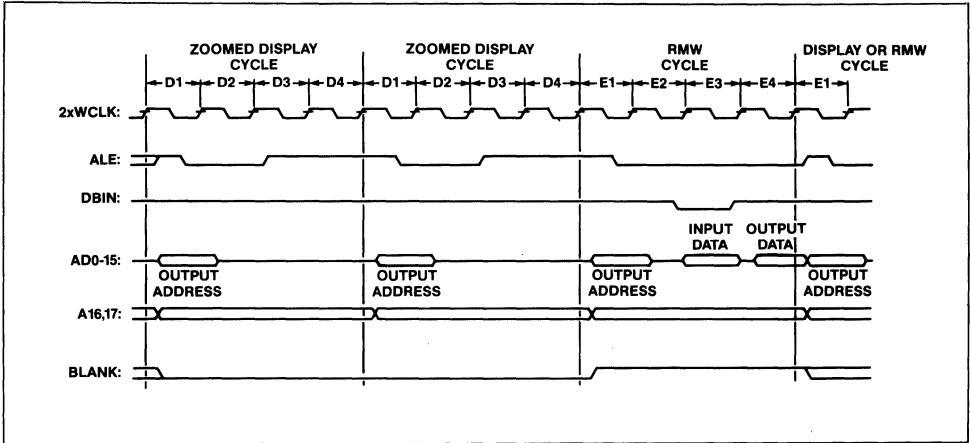 ZOOMED DISPLAY CYCLE
ZOOMED DISPLAY CYCLE
RMW CYCLE
DISPLAY OR RMW CYCLE
D1 D2 D3 D4 D1 D2 D3 D4 E1 E2 E3 E4 E1
2xWCLK:
ALE:
DBIN:
INPUT DATA
OUTPUT DATA
AD0-15:
OUTPUT ADDRESS
OUTPUT ADDRESS
OUTPUT ADDRESS
OUTPUT ADDRESS
A16,17:
BLANK: